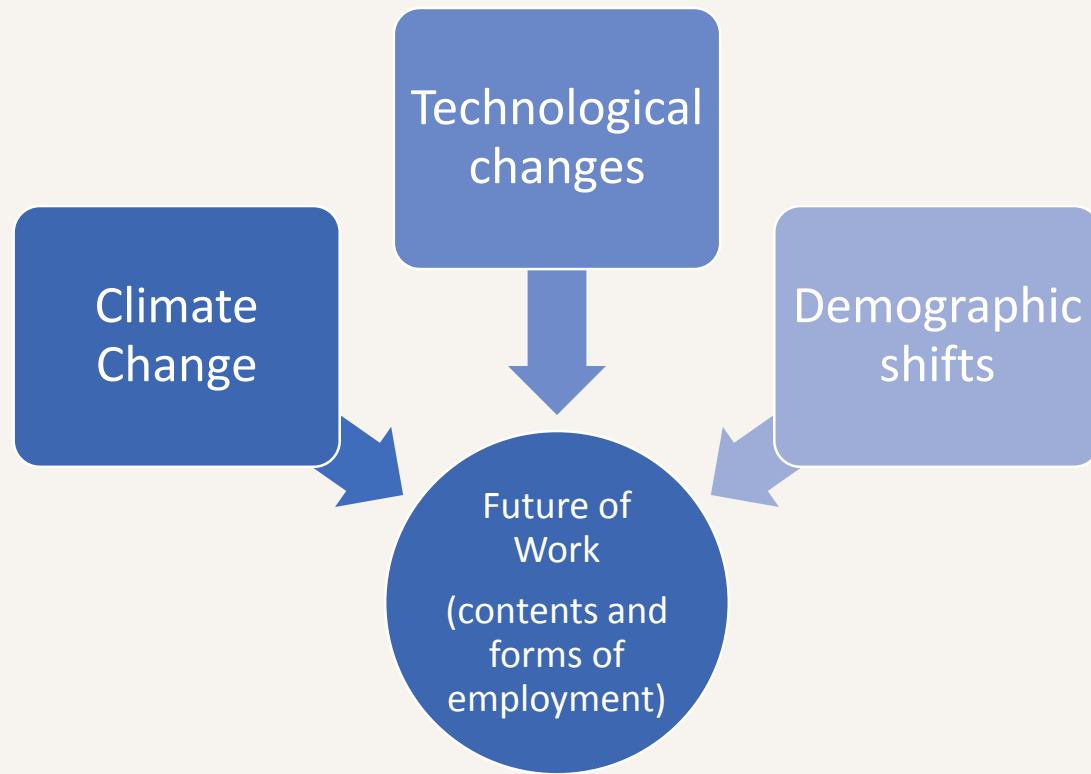 Technological
changes
Climate
Change
Demographic
shifts
Future of
Work
(contents and
forms of
employment)